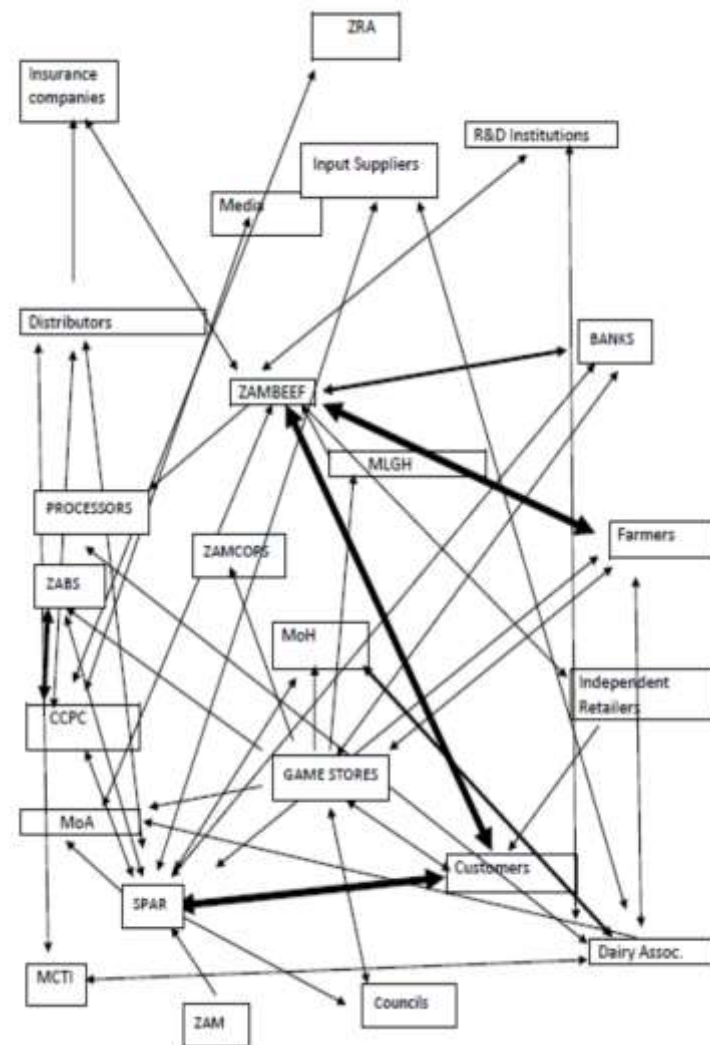 ZRA
Insurance
companies
R&D Institutions
Input Suppliers
Media
Distributors
BANKS
ZAMBEEF
MLGH
PROCESSORS
Farmers
ZAMCOPS
ZABS
MoH
Independent
Retailers
CCPC
GAME STORES
MoA
Customers
SPAR
Dairy Assoc.
MCTI
Councils
ZAM